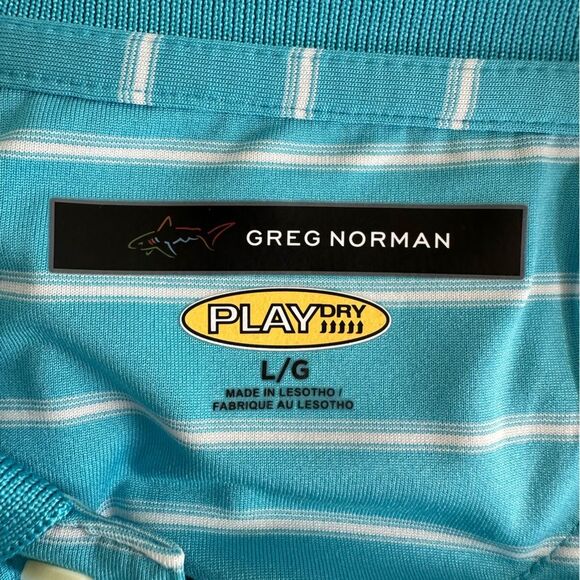 GREG NORMAN
PLAYDRY
L/G
MADE IN LESOTHO /
FABRIQUE AU LESOTHO